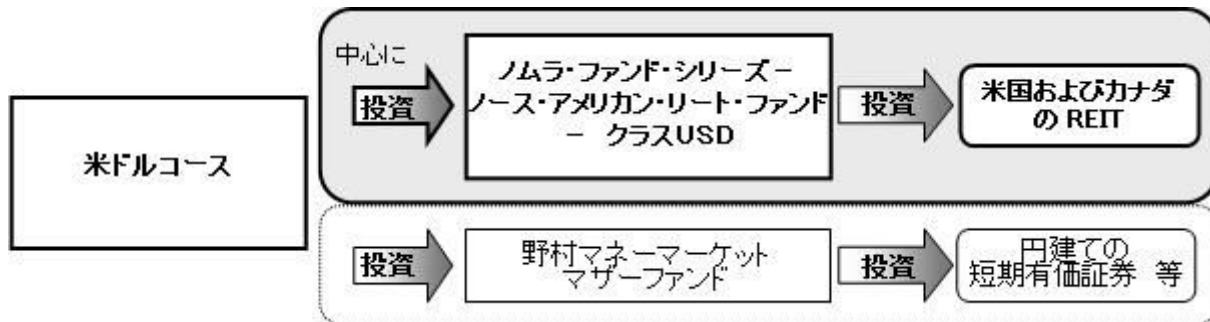 米ドルコース
中心に
投資
ノムラ・ファンド・シリーズ－
ノース・アメリカン・リート・ファンド
－ クラスUSD
投資
米国およびカナダ
の REIT
投資
野村マネーマーケット
マザーファンド
投資
円建ての
短期有価証券 等